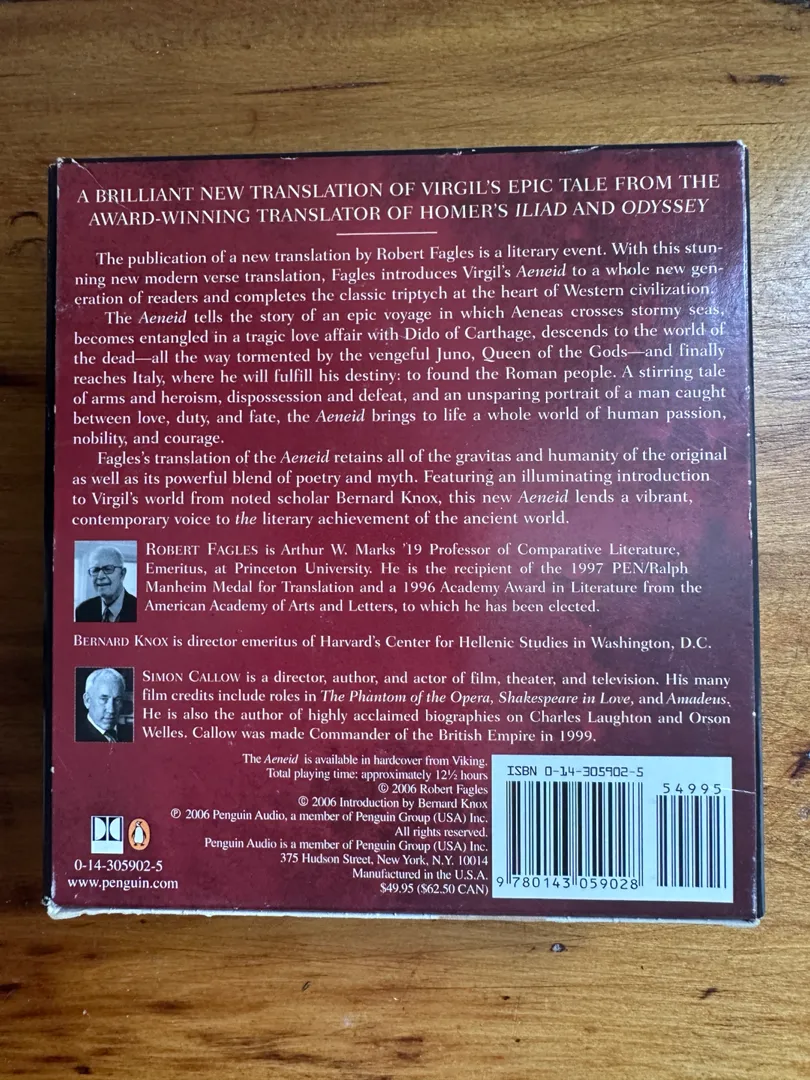 A BRILLIANT NEW TRANSLATION OF VIRGIL'S EPIC TALE FROM THE
AWARD-WINNING TRANSLATOR OF HOMER'S ILIAD AND ODYSSEY
The publication of a new translation by Robert Fagles is a literary event. With this stun-
ning new modern verse translation, Fagles introduces Virgil's Aeneid to a whole new gen-
eration of readers and completes the classic triptych at the heart of Western civilization.
The Aeneid tells the story of an epic voyage in which Aeneas crosses stormy seas,
becomes entangled in a tragic love affair with Dido of Carthage, descends to the world of
the dead—all the way tormented by the vengeful Juno, Queen of the Gods—and finally
reaches Italy, where he will fulfill his destiny: to found the Roman people. A stirring tale
of arms and heroism, dispossession and defeat, and an unsparing portrait of a man caught
between love, duty, and fate, the Aeneid brings to life a whole world of human passion,
nobility, and courage.
Fagles's translation of the Aeneid retains all of the gravitas and humanity of the original
as well as its powerful blend of poetry and myth. Featuring an illuminating introduction
to Virgil's world from noted scholar Bernard Knox, this new Aeneid lends a vibrant,
contemporary voice to the literary achievement of the ancient world.
ROBERT FAGLES is Arthur W. Marks '19 Professor of Comparative Literature,
Emeritus, at Princeton University. He is the recipient of the 1997 PEN/Ralph
Manheim Medal for Translation and a 1996 Academy Award in Literature from the
American Academy of Arts and Letters, to which he has been elected.
BERNARD KNOX is director emeritus of Harvard's Center for Hellenic Studies in Washington, D.C.
SIMON CALLOW is a director, author, and actor of film, theater, and television. His many
film credits include roles in The Phantom of the Opera, Shakespeare in Love, and Amadeus.
He is also the author of highly acclaimed biographies on Charles Laughton and Orson
Welles. Callow was made Commander of the British Empire in 1999.
The Aeneid is available in hardcover from Viking.
Total playing time: approximately 12½ hours
© 2006 Robert Fagles
© 2006 Introduction by Bernard Knox
℗ 2006 Penguin Audio, a member of Penguin Group (USA) Inc.
All rights reserved.
Penguin Audio is a member of Penguin Group (USA) Inc.
375 Hudson Street, New York, N.Y. 10014
Manufactured in the U.S.A.
$49.95 ($62.50 CAN)
0-14-305902-5
www.penguin.com
ISBN 0-14-305902-5
54995
9 780143 059028